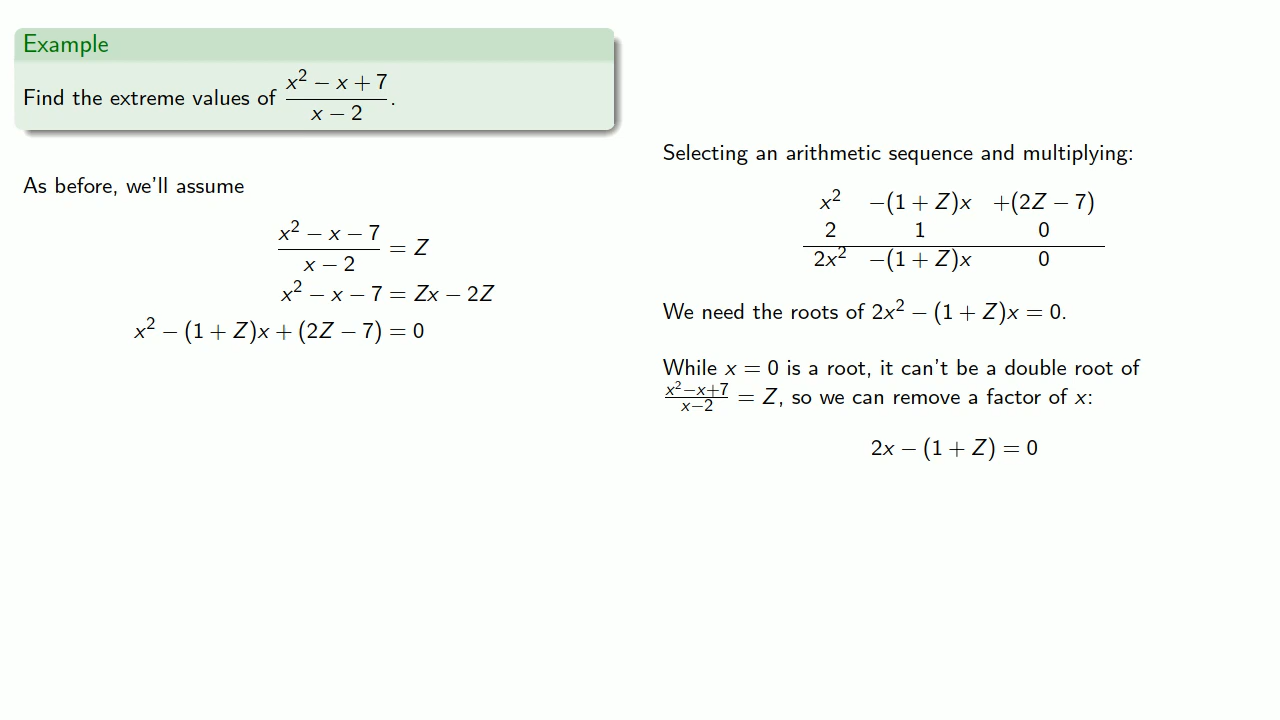 Example
Find the extreme values of \frac{x^2 − x + 7}{x − 2}.
As before, we'll assume
\frac{x^2 − x − 7}{x − 2} = Z
x^2 − x − 7 = Zx − 2Z
x^2 − (1 + Z)x + (2Z − 7) = 0
Selecting an arithmetic sequence and multiplying:
x^2 −(1 + Z)x +(2Z − 7)
2 1 0
2x^2 −(1 + Z)x 0
We need the roots of 2x^2 − (1 + Z)x = 0.
While x = 0 is a root, it can't be a double root of
\frac{x^2−x+7}{x−2} = Z, so we can remove a factor of x:
2x − (1 + Z) = 0